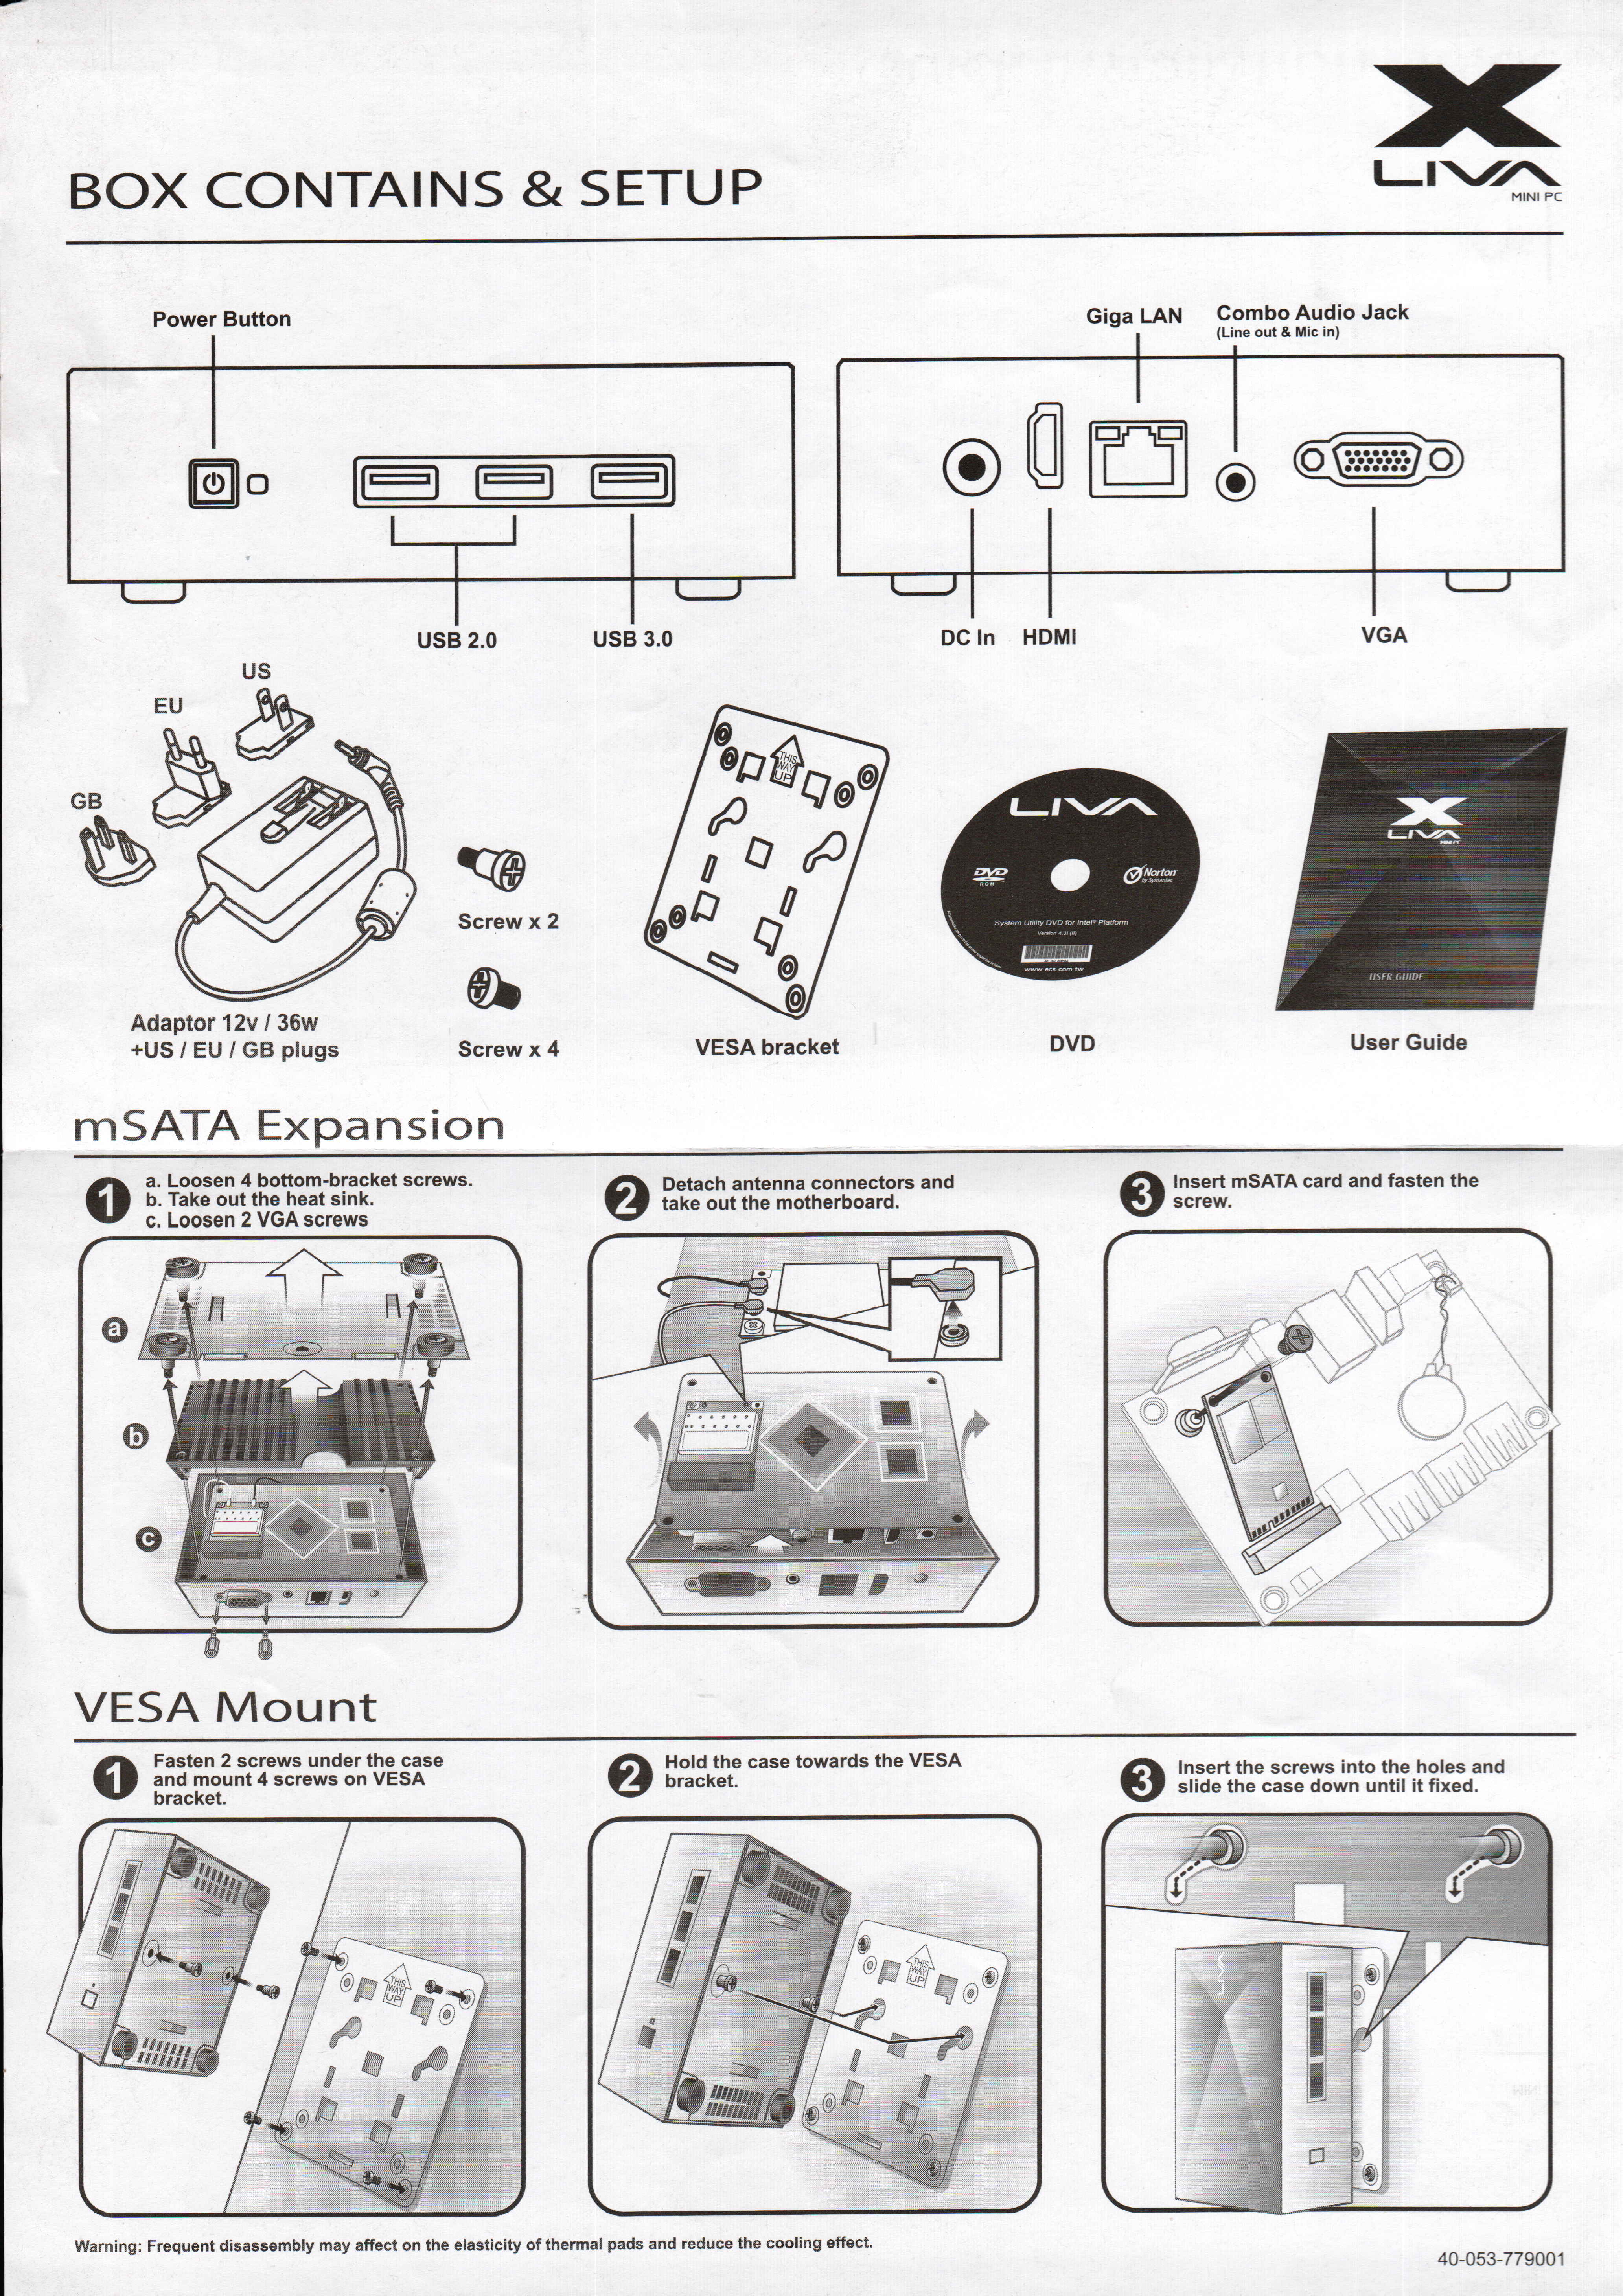 X
LIVA
MINI PC
BOX CONTAINS & SETUP
Power Button
Giga LAN
Combo Audio Jack
(Line out & Mic in)
USB 2.0
USB 3.0
DC In
HDMI
VGA
US
EU
GB
Adaptor 12v / 36w
+US / EU / GB plugs
Screw x 2
Screw x 4
THIS
WAY
UP
VESA bracket
LIVA
DVD
ROM
Norton
by Symantec
System Utility DVD for Intel® Platform
www.ecs.com.tw
DVD
X
LIVA
MINI PC
USER GUIDE
User Guide
mSATA Expansion
1
a. Loosen 4 bottom-bracket screws.
b. Take out the heat sink.
c. Loosen 2 VGA screws
a
b
c
2
Detach antenna connectors and
take out the motherboard.
3
Insert mSATA card and fasten the
screw.
VESA Mount
1
Fasten 2 screws under the case
and mount 4 screws on VESA
bracket.
THIS
WAY
UP
2
Hold the case towards the VESA
bracket.
THIS
WAY
UP
3
Insert the screws into the holes and
slide the case down until it fixed.
LIVA
Warning: Frequent disassembly may affect on the elasticity of thermal pads and reduce the cooling effect.
40-053-779001